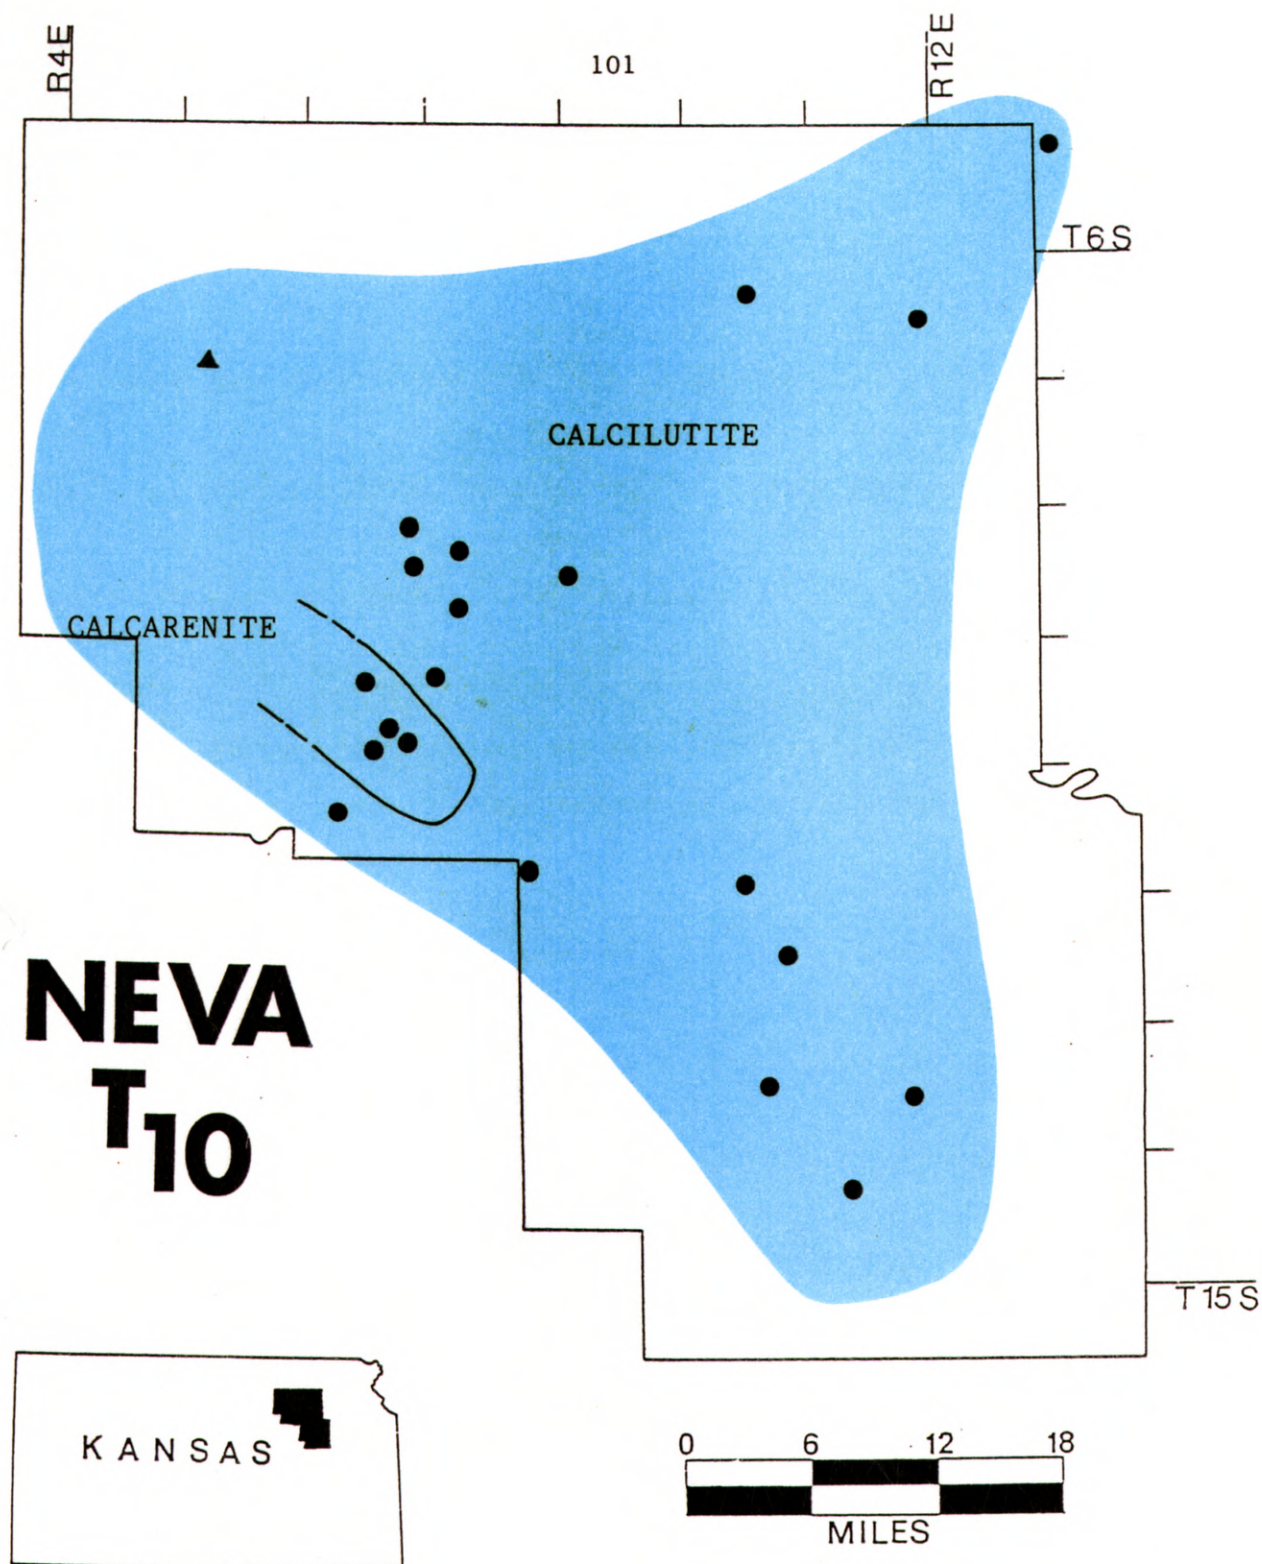 R4E
101
R12E
T6S
CALCILUTITE
CALCARENITE
NEVA
T10
T15S
KANSAS
0 6 12 18
MILES